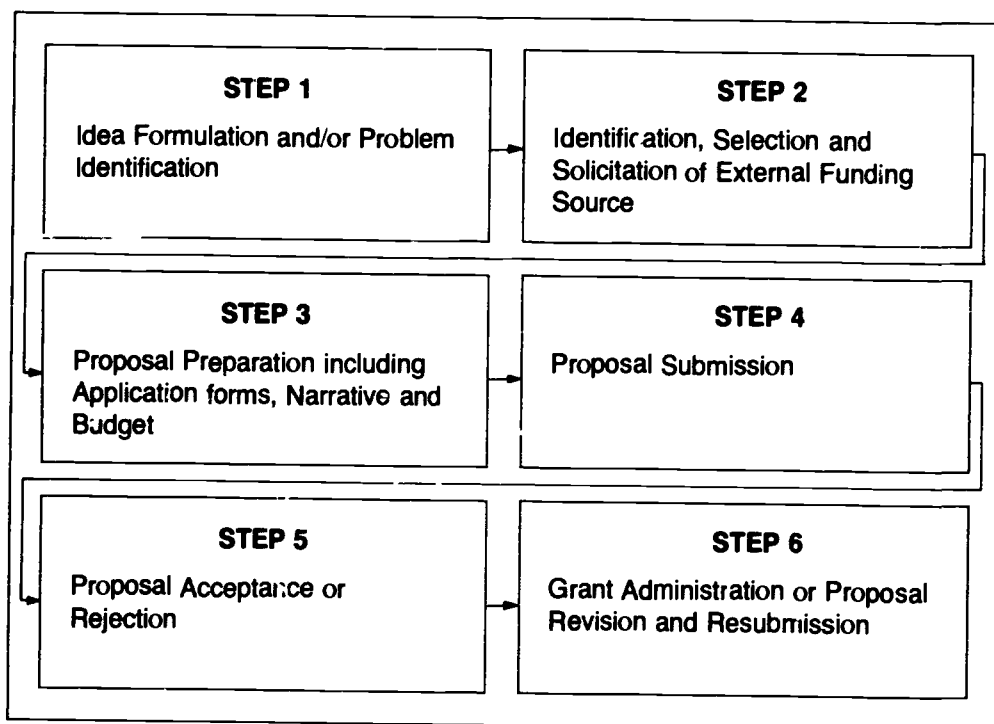 STEP 1
Idea Formulation and/or Problem
Identification
STEP 2
Identification, Selection and
Solicitation of External Funding
Source
STEP 3
Proposal Preparation including
Application forms, Narrative and
Budget
STEP 4
Proposal Submission
STEP 5
Proposal Acceptance or
Rejection
STEP 6
Grant Administration or Proposal
Revision and Resubmission